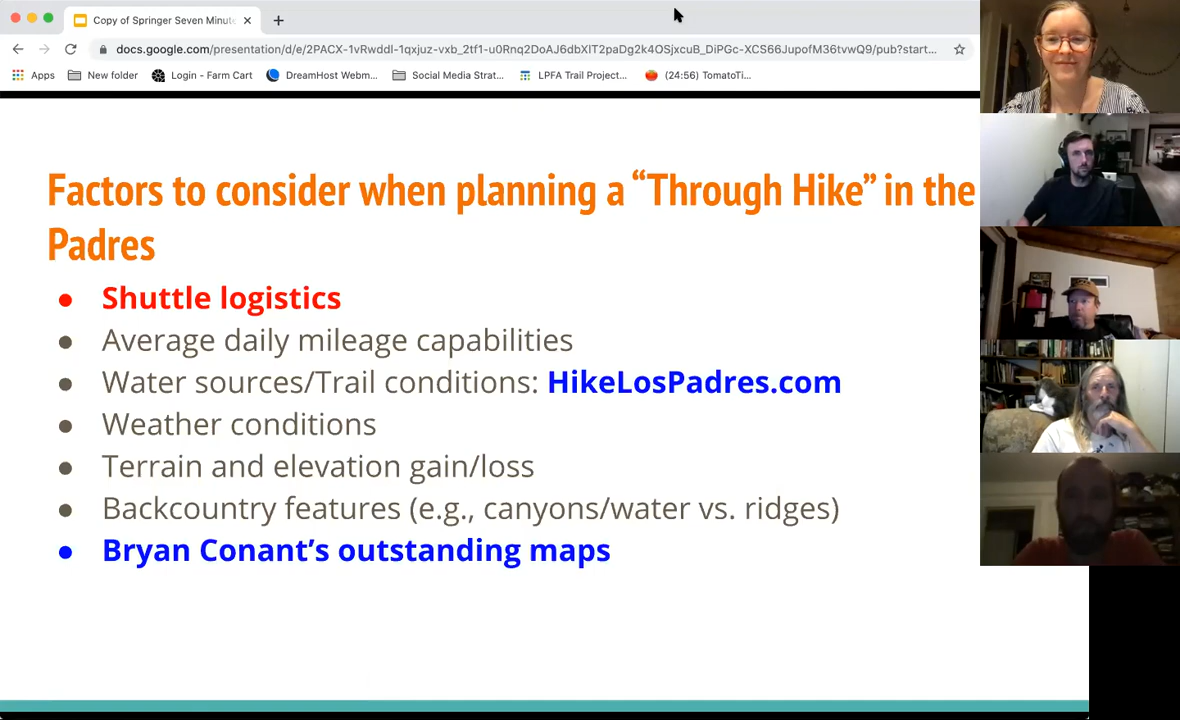 Copy of Springer Seven Minut
docs.google.com/presentation/d/e/2PACX-1vRwddI-1qxjuz-vxb_2tf1-u0Rnq2DoAJ6dbXIT2paDg2k4OSjxcuB_DiPGc-XCS66JupofM36tvwQ9/pub?start...
Apps New folder Login - Farm Cart DreamHost Webm... Social Media Strat... LPFA Trail Project... (24:56) TomatoTi...
Factors to consider when planning a “Through Hike” in the
Padres
● Shuttle logistics
● Average daily mileage capabilities
● Water sources/Trail conditions: HikeLosPadres.com
● Weather conditions
● Terrain and elevation gain/loss
● Backcountry features (e.g., canyons/water vs. ridges)
● Bryan Conant’s outstanding maps